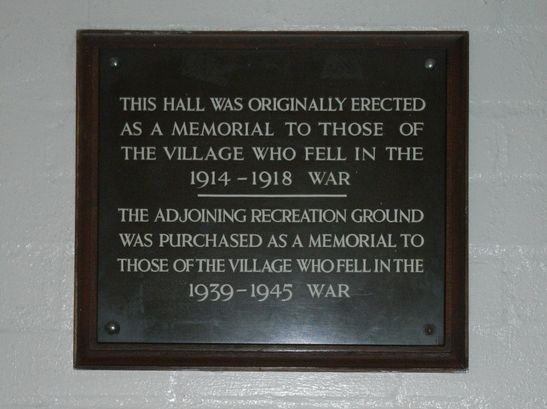 THIS HALL WAS ORIGINALLY ERECTED
AS A MEMORIAL TO THOSE OF
THE VILLAGE WHO FELL IN THE
1914-1918 WAR
THE ADJOINING RECREATION GROUND
WAS PURCHASED AS A MEMORIAL TO
THOSE OF THE VILLAGE WHO FELL IN THE
1939-1945 WAR